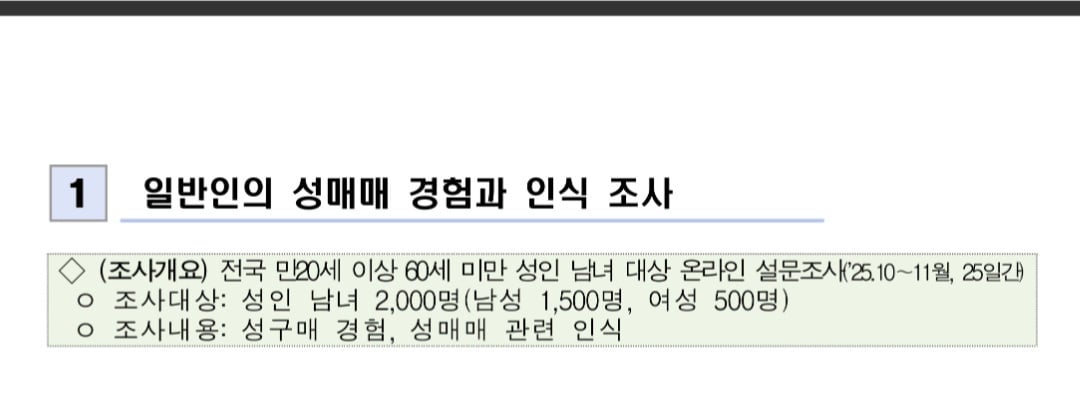 1 일반인의 성매매 경험과 인식 조사
◇ (조사개요) 전국 만20세 이상 60세 미만 성인 남녀 대상 온라인 설문조사('25.10~11월, 25일간)
ㅇ 조사대상: 성인 남녀 2,000명(남성 1,500명, 여성 500명)
ㅇ 조사내용: 성구매 경험, 성매매 관련 인식